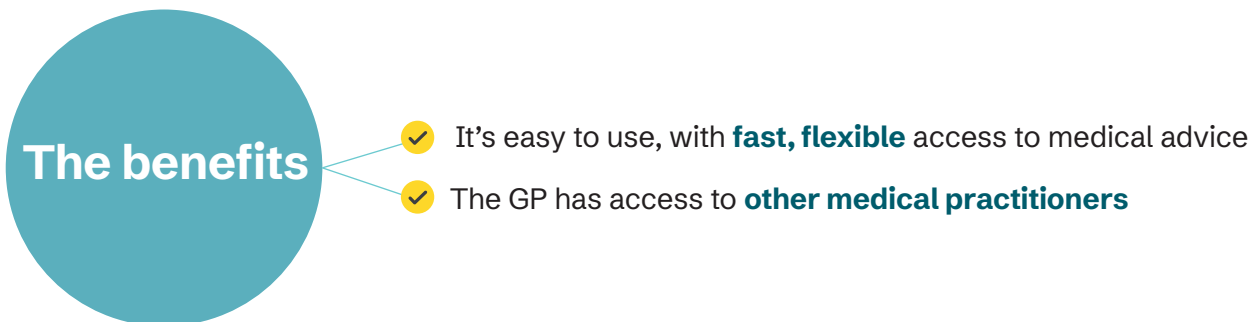 The benefits
It’s easy to use, with fast, flexible access to medical advice
The GP has access to other medical practitioners